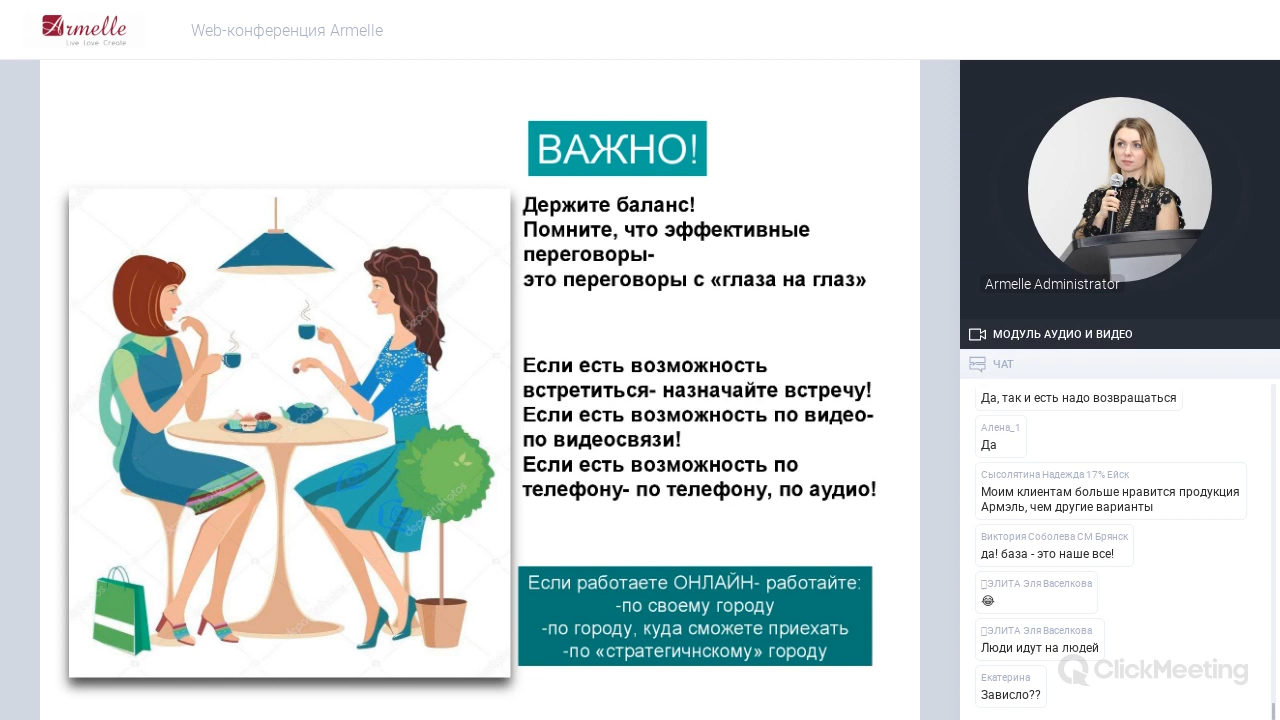 Armelle
Live Love Create
Web-конференция Armelle
ВАЖНО!
Держите баланс!
Помните, что эффективные
переговоры-
это переговоры с «глаза на глаз»
Если есть возможность
встретиться- назначайте встречу!
Если есть возможность по видео-
по видеосвязи!
Если есть возможность по
телефону- по телефону, по аудио!
Если работаете ОНЛАЙН- работайте:
-по своему городу
-по городу, куда сможете приехать
-по «стратегичнскому» городу
depositphotos
Armelle Administrator
МОДУЛЬ АУДИО И ВИДЕО
ЧАТ
Да, так и есть надо возвращаться
Алена_1
Да
Сысолятина Надежда 17% Ейск
Моим клиентам больше нравится продукция
Армэль, чем другие варианты
Виктория Соболева СМ Брянск
да! база - это наше все!
ЭЛИТА Эля Васелкова
😂
ЭЛИТА Эля Васелкова
Люди идут на людей
ClickMeeting
Екатерина
Зависло??